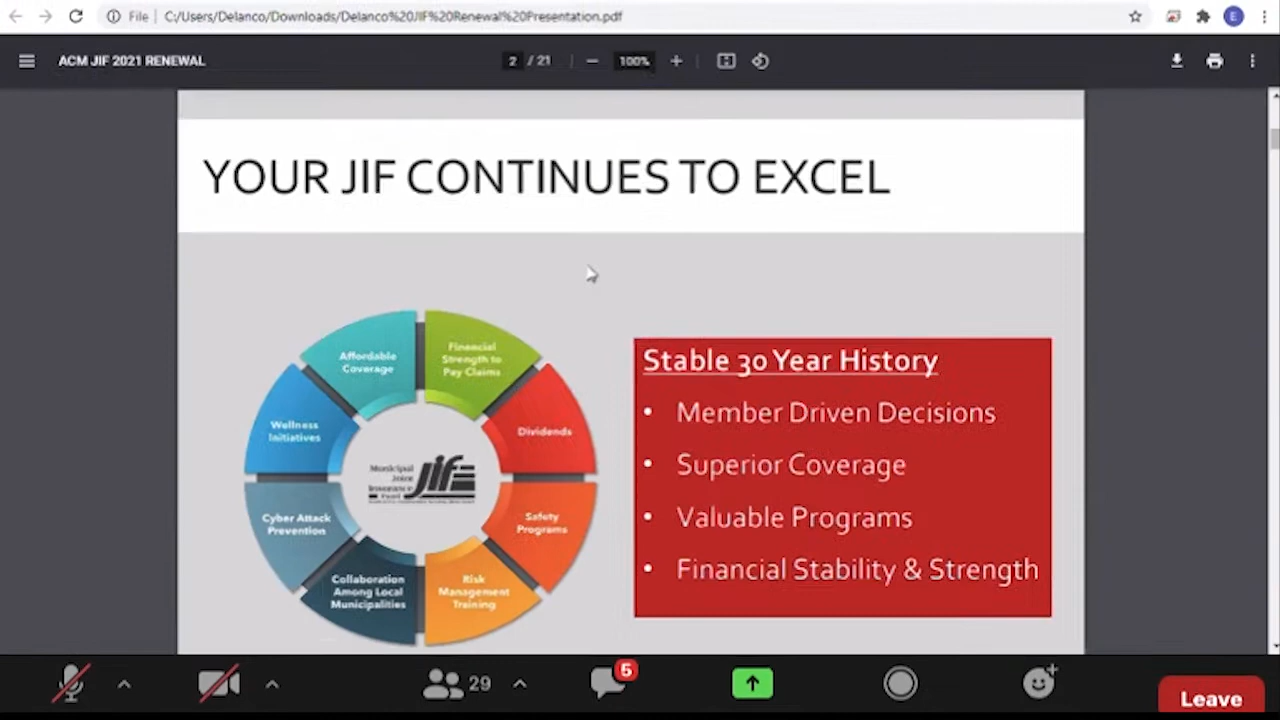 File C:/Users/Delanco/Downloads/Delanco%20JIF%20Renewal%20Presentation.pdf
E
ACM JIF 2021 RENEWAL
2 / 21
100%
YOUR JIF CONTINUES TO EXCEL
Affordable
Coverage
Financial
Strength to
Pay Claims
Wellness
Initiatives
Dividends
Municipal
Joint
Insurance
Fund
JIF
Cyber Attack
Prevention
Safety
Programs
Collaboration
Among Local
Municipalities
Risk
Management
Training
Stable 30 Year History
• Member Driven Decisions
• Superior Coverage
• Valuable Programs
• Financial Stability & Strength
29
5
Leave